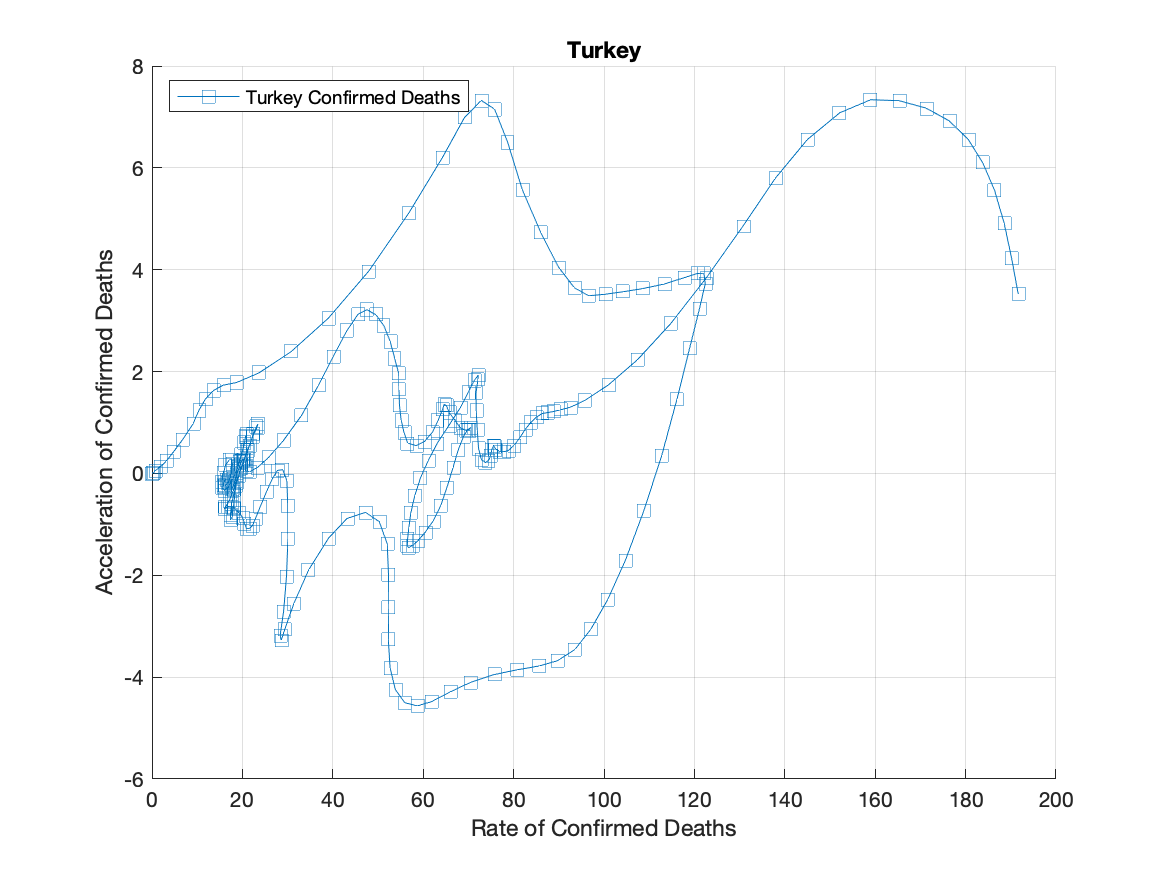 Turkey
Turkey Confirmed Deaths
8
6
4
2
0
-2
-4
-6
Acceleration of Confirmed Deaths
0 20 40 60 80 100 120 140 160 180 200
Rate of Confirmed Deaths